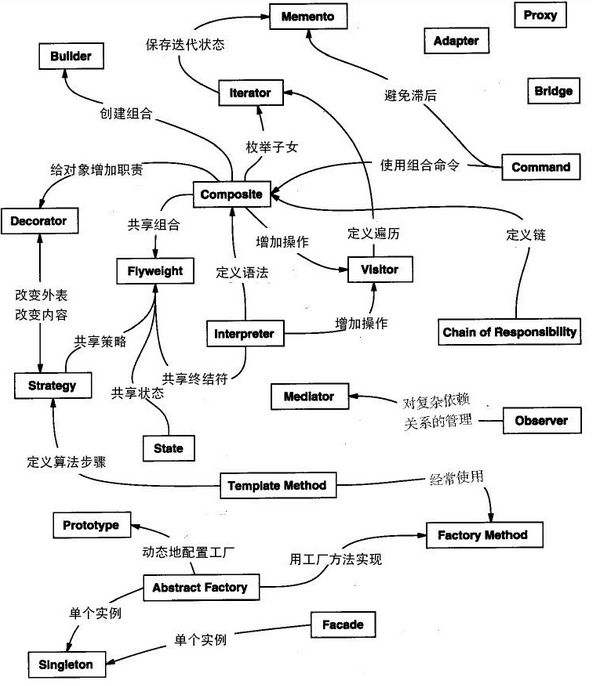 Memento
Proxy
Adapter
保存迭代状态
Builder
Iterator
Bridge
避免滞后
创建组合
枚举子女
给对象增加职责
使用组合命令
Command
Composite
Decorator
共享组合
增加操作
定义遍历
定义链
Flyweight
定义语法
Visitor
改变外表
改变内容
增加操作
Interpreter
Chain of Responsibility
共享策略
共享终结符
Strategy
共享状态
Mediator
对复杂依赖
关系的管理
Observer
State
定义算法步骤
Template Method
经常使用
Prototype
Factory Method
动态地配置工厂
用工厂方法实现
Abstract Factory
单个实例
Facade
单个实例
Singleton